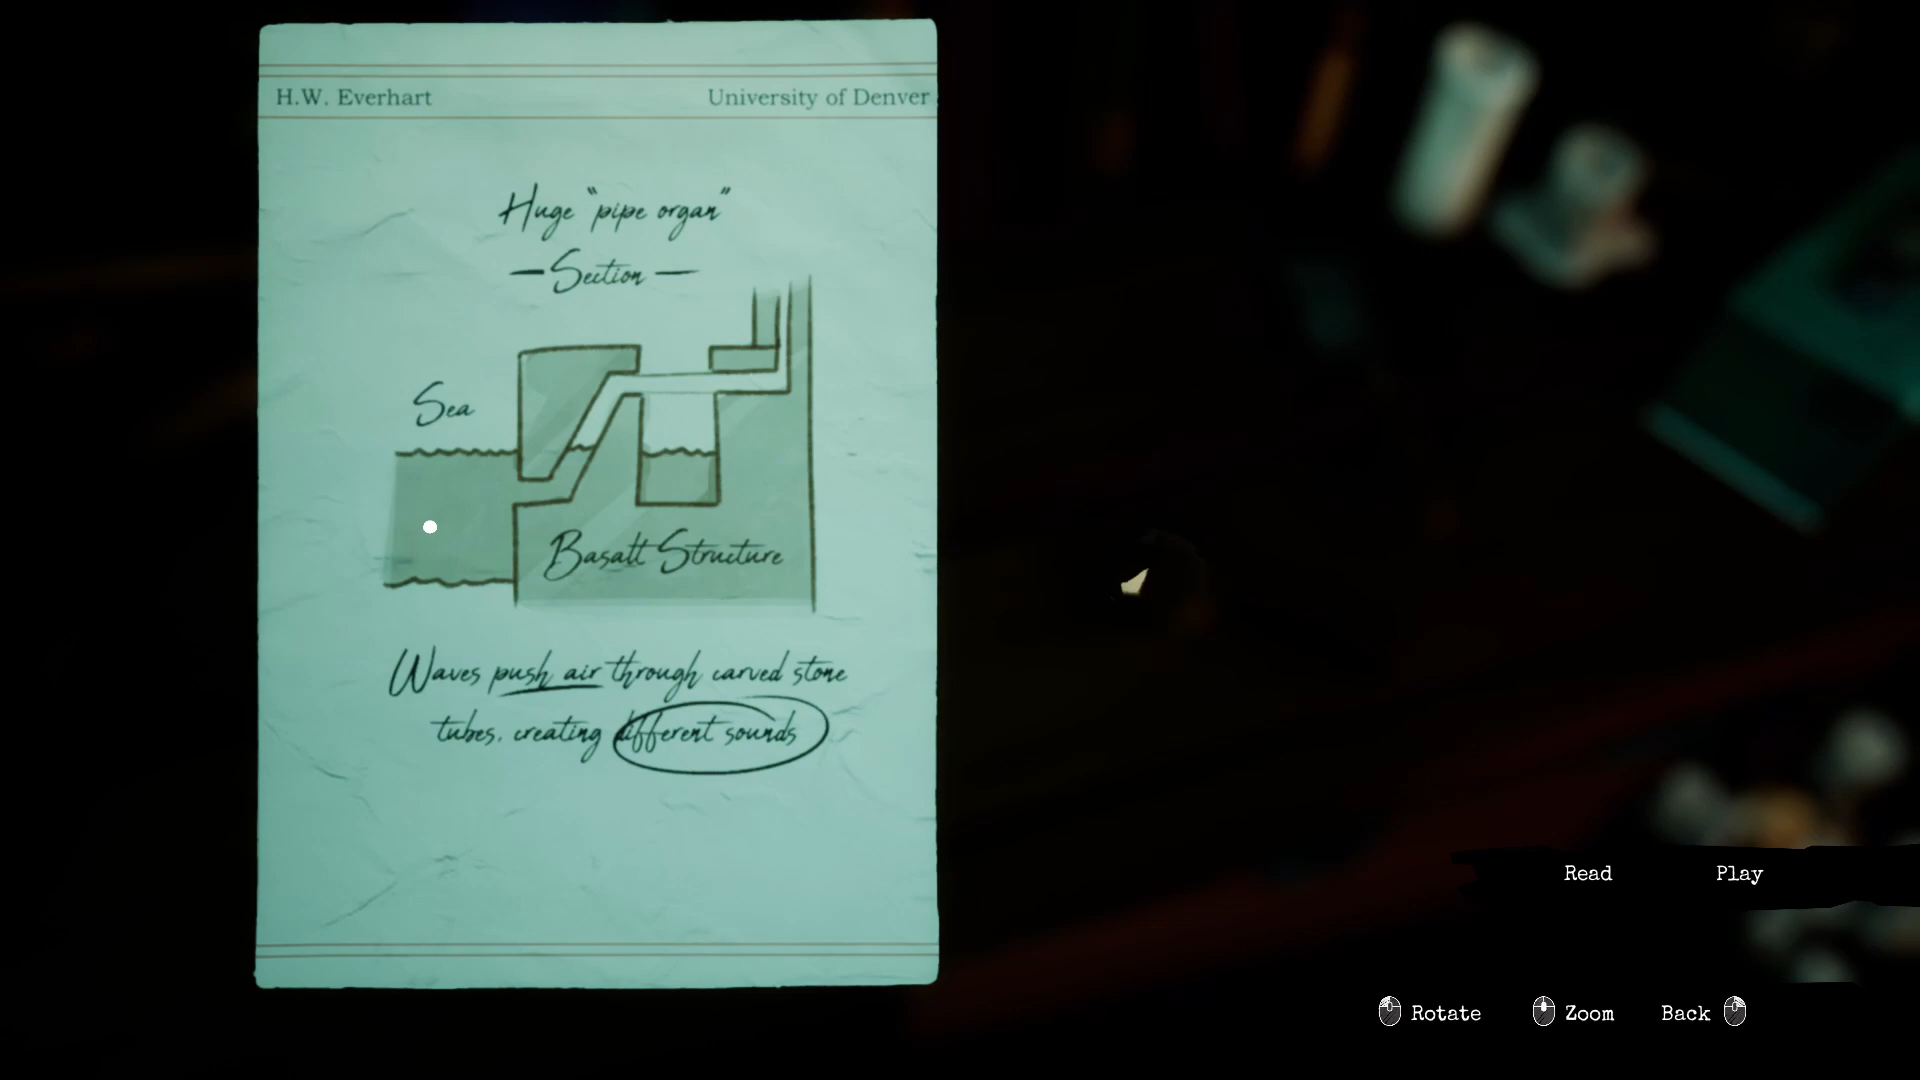 H.W. Everhart University of Denver
Huge "pipe organ"
—Section—
Sea
Basalt Structure
Waves push air through carved stone
tubes. creating different sounds
Read Play
Rotate Zoom Back